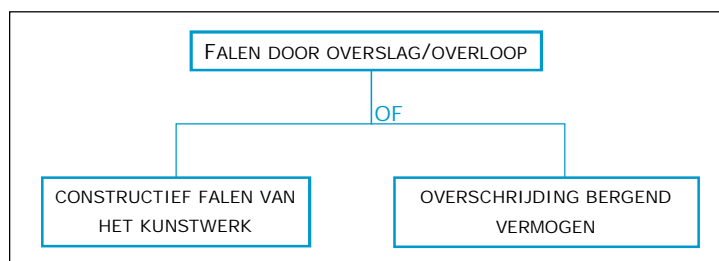 FALEN DOOR OVERSLAG/OVERLOOP
OF
CONSTRUCTIEF FALEN VAN
HET KUNSTWERK
OVERSCHRIJDING BERGEND
VERMOGEN